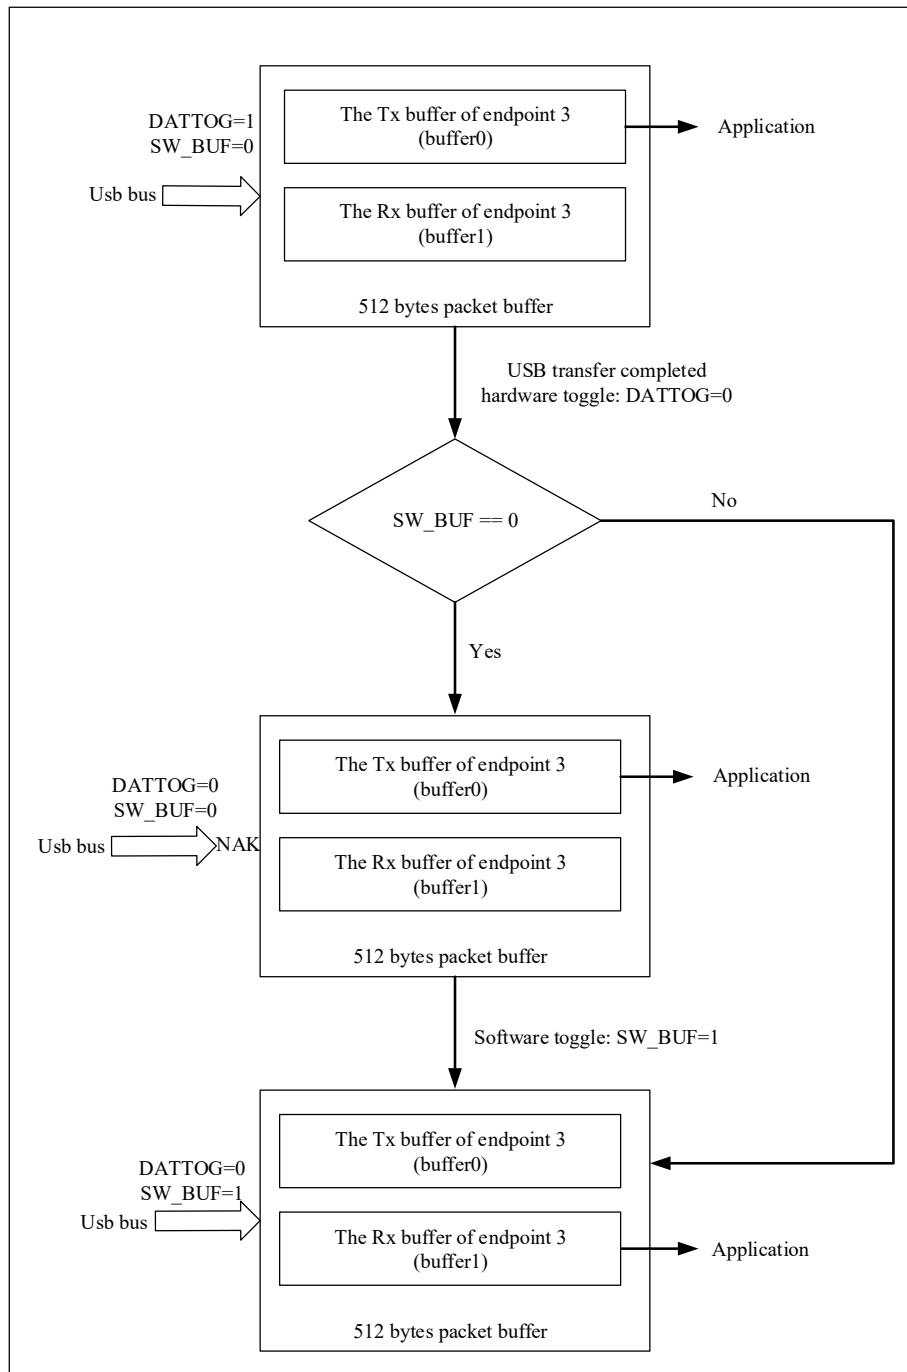 DATTOG=1
SW_BUF=0
Usb bus
The Tx buffer of endpoint 3
(buffer0)
Application
The Rx buffer of endpoint 3
(buffer1)
512 bytes packet buffer
USB transfer completed
hardware toggle: DATTOG=0
SW_BUF == 0
No
Yes
DATTOG=0
SW_BUF=0
Usb bus
NAK
The Tx buffer of endpoint 3
(buffer0)
Application
The Rx buffer of endpoint 3
(buffer1)
512 bytes packet buffer
Software toggle: SW_BUF=1
DATTOG=0
SW_BUF=1
Usb bus
The Tx buffer of endpoint 3
(buffer0)
The Rx buffer of endpoint 3
(buffer1)
Application
512 bytes packet buffer